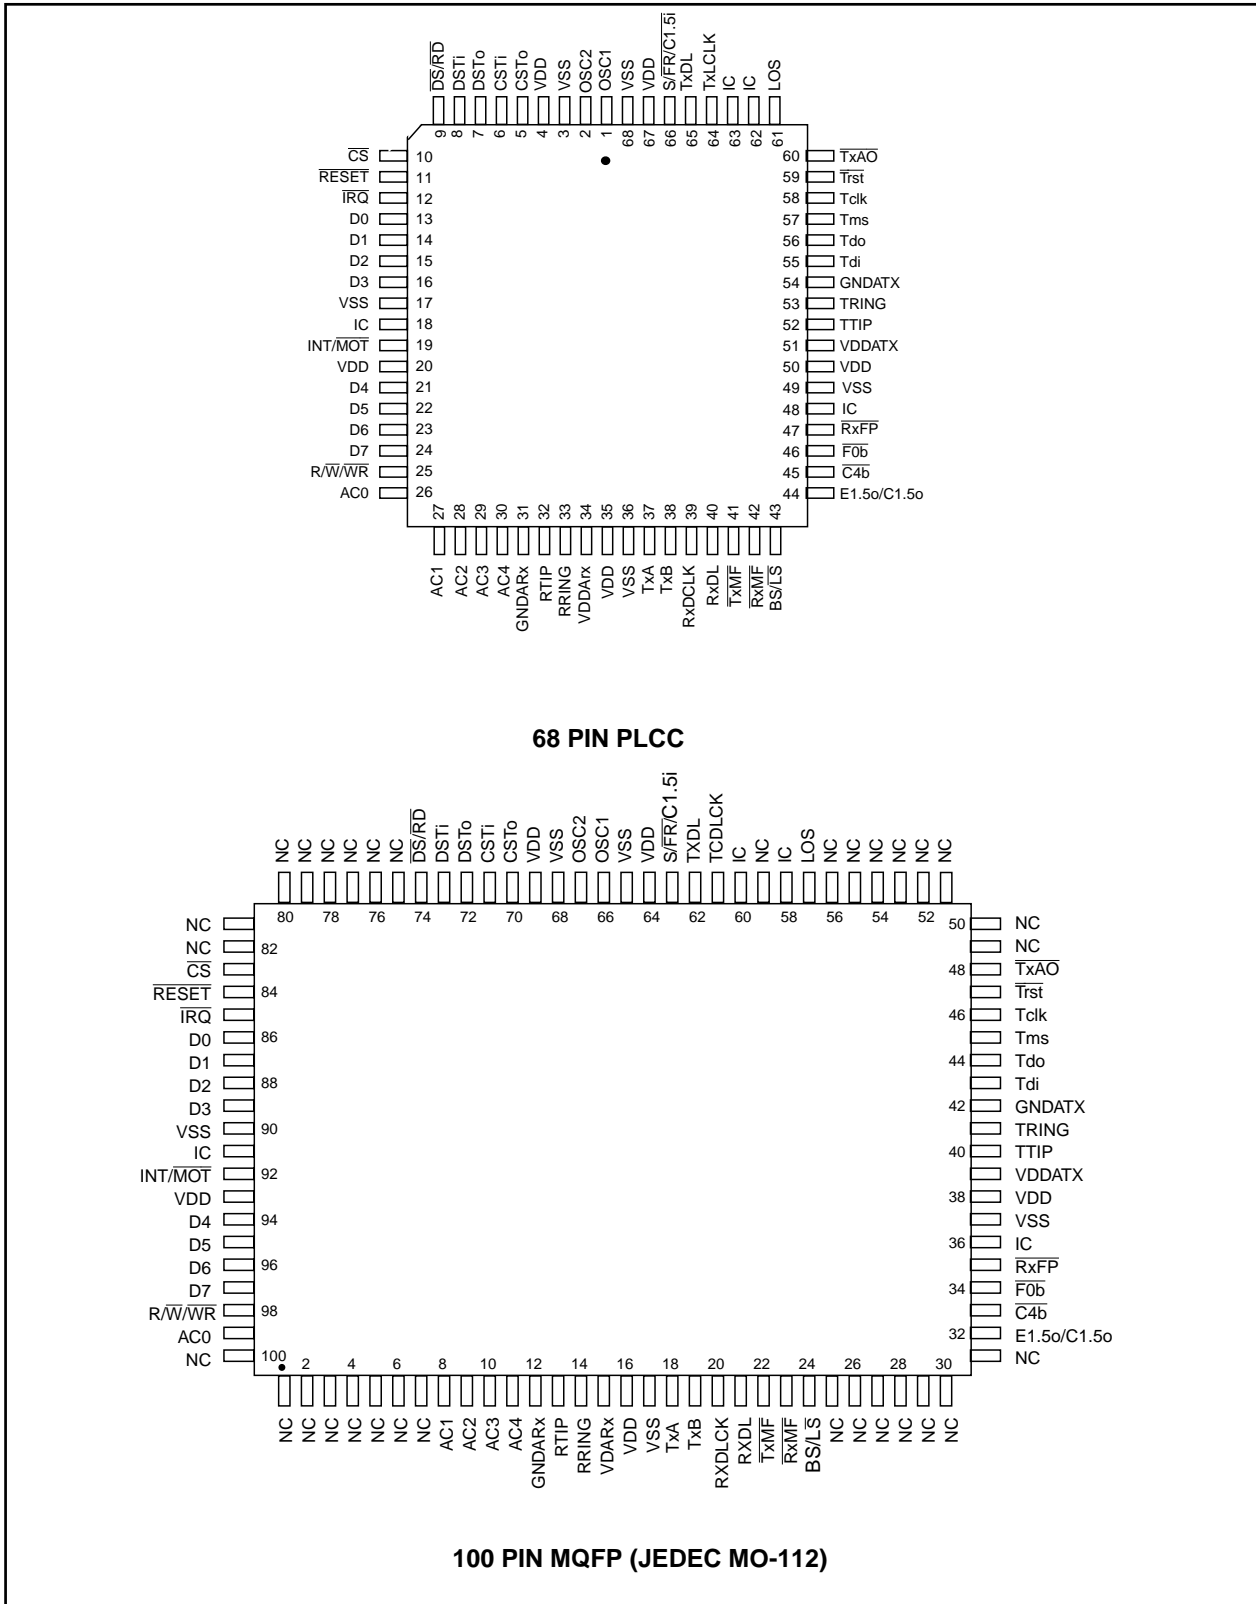 DS/RD DSTi DSTo CSTi CSTo VDD VSS OSC2 OSC1 VSS VDD S/FR/C1.5i TxDL TxLCLK IC IC LOS
9 8 7 6 5 4 3 2 1 68 67 66 65 64 63 62 61
CS 10 60 TxAO
RESET 11 59 Trst
IRQ 12 58 Tclk
D0 13 57 Tms
D1 14 56 Tdo
D2 15 55 Tdi
D3 16 54 GNDATX
VSS 17 53 TRING
IC 18 52 TTIP
INT/MOT 19 51 VDDATX
VDD 20 50 VDD
D4 21 49 VSS
D5 22 48 IC
D6 23 47 RxFP
D7 24 46 F0b
R/W/WR 25 45 C4b
AC0 26 44 E1.5o/C1.5o
27 28 29 30 31 32 33 34 35 36 37 38 39 40 41 42 43
AC1 AC2 AC3 AC4 GNDARx RTIP RRING VDDArx VDD VSS TxA TxB RxDCLK RxDL TxMF RxMF BS/LS
68 PIN PLCC
NC NC NC NC NC NC DS/RD DSTi DSTo CSTi CSTo VDD VSS OSC2 OSC1 VSS VDD S/FR/C1.5i TXDL TCDLCK IC NC IC LOS NC NC NC NC NC NC
80 78 76 74 72 70 68 66 64 62 60 58 56 54 52
NC 50 NC
NC 82 NC
CS 48 TxAO
RESET 84 Trst
IRQ 46 Tclk
D0 86 Tms
D1 44 Tdo
D2 88 Tdi
D3 42 GNDATX
VSS 90 TRING
IC 40 TTIP
INT/MOT 92 VDDATX
VDD 38 VDD
D4 94 VSS
D5 36 IC
D6 96 RxFP
D7 34 F0b
R/W/WR 98 C4b
AC0 32 E1.5o/C1.5o
NC 100 NC
2 4 6 8 10 12 14 16 18 20 22 24 26 28 30
NC NC NC NC NC NC NC AC1 AC2 AC3 AC4 GNDARx RTIP RRING VDARx VDD VSS TxA TxB RXDLCK RXDL TxMF RxMF BS/LS NC NC NC NC NC NC
100 PIN MQFP (JEDEC MO-112)